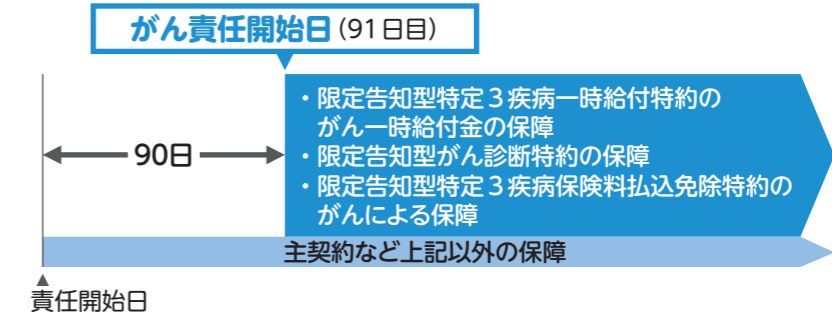 がん責任開始日(91日目)
・限定告知型特定3疾病一時給付特約の
がん一時給付金の保障
・限定告知型がん診断特約の保障
・限定告知型特定3疾病保険料払込免除特約の
がんによる保障
90日
主契約など上記以外の保障
責任開始日